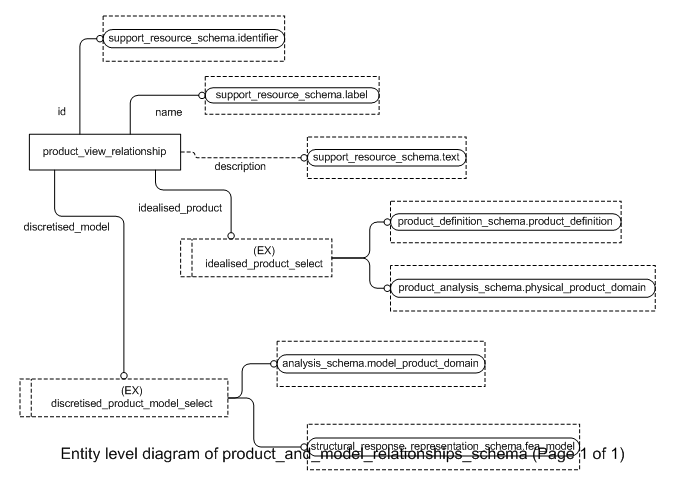 support_resource_schema.identifier
support_resource_schema.label
id
name
product_view_relationship
support_resource_schema.text
description
idealised_product
discretised_model
product_definition_schema.product_definition
(EX)
idealised_product_select
product_analysis_schema.physical_product_domain
analysis_schema.model_product_domain
(EX)
discretised_product_model_select
structural_response_representation_schema.fea_model
Entity level diagram of product_and_model_relationships_schema (Page 1 of 1)